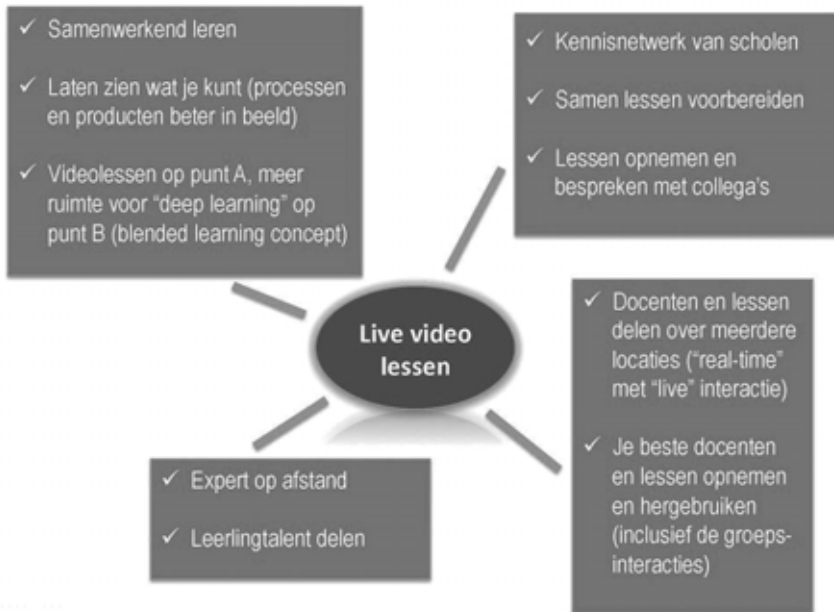 ✓ Samenwerkend leren
✓ Laten zien wat je kunt (processen
en producten beter in beeld)
✓ Videolessen op punt A, meer
ruimte voor “deep learning” op
punt B (blended learning concept)
✓ Kennisnetwerk van scholen
✓ Samen lessen voorbereiden
✓ Lessen opnemen en
bespreken met collega’s
Live video
lessen
✓ Docenten en lessen
delen over meerdere
locaties (“real-time”
met “live” interactie)
✓ Je beste docenten
en lessen opnemen
en hergebruiken
(inclusief de groeps-
interacties)
✓ Expert op afstand
✓ Leerlingtalent delen